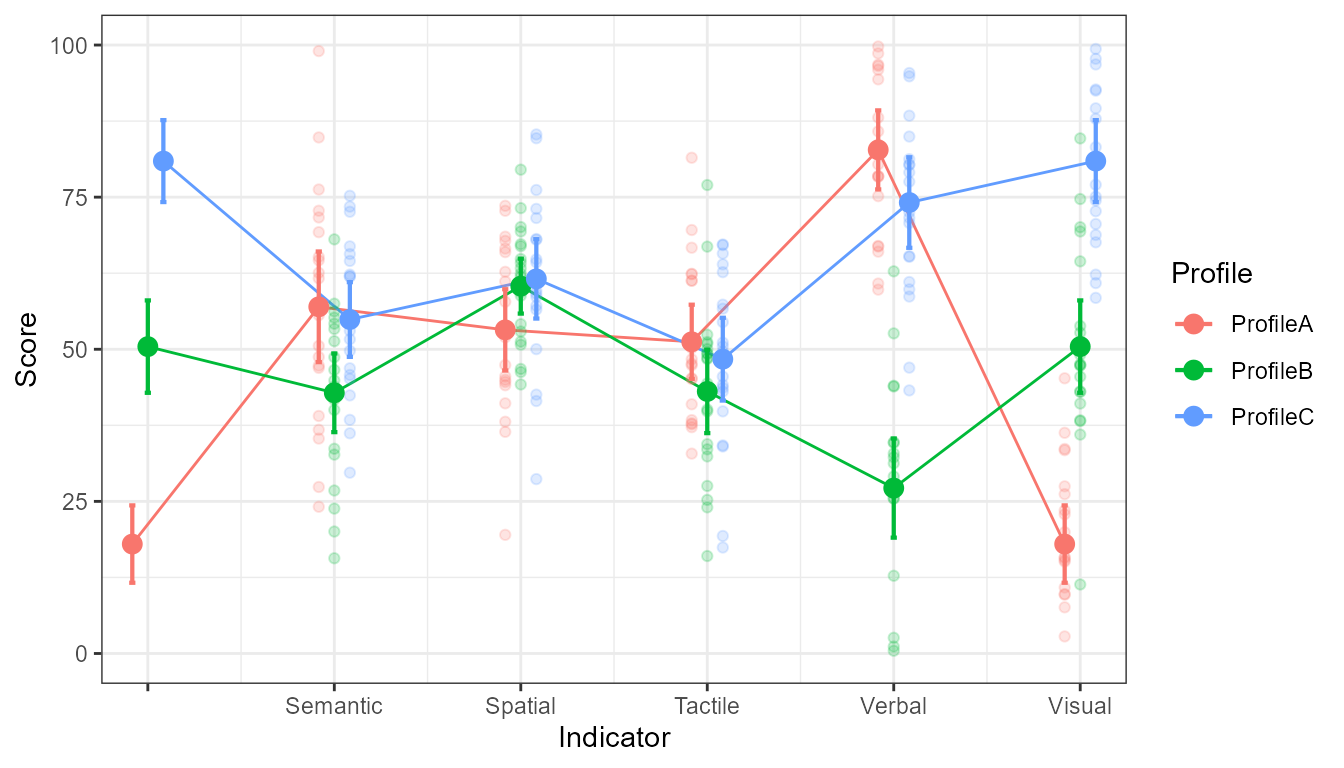 100
75
50
25
0
Score
Semantic Spatial Tactile Verbal Visual
Indicator
Profile
ProfileA
ProfileB
ProfileC